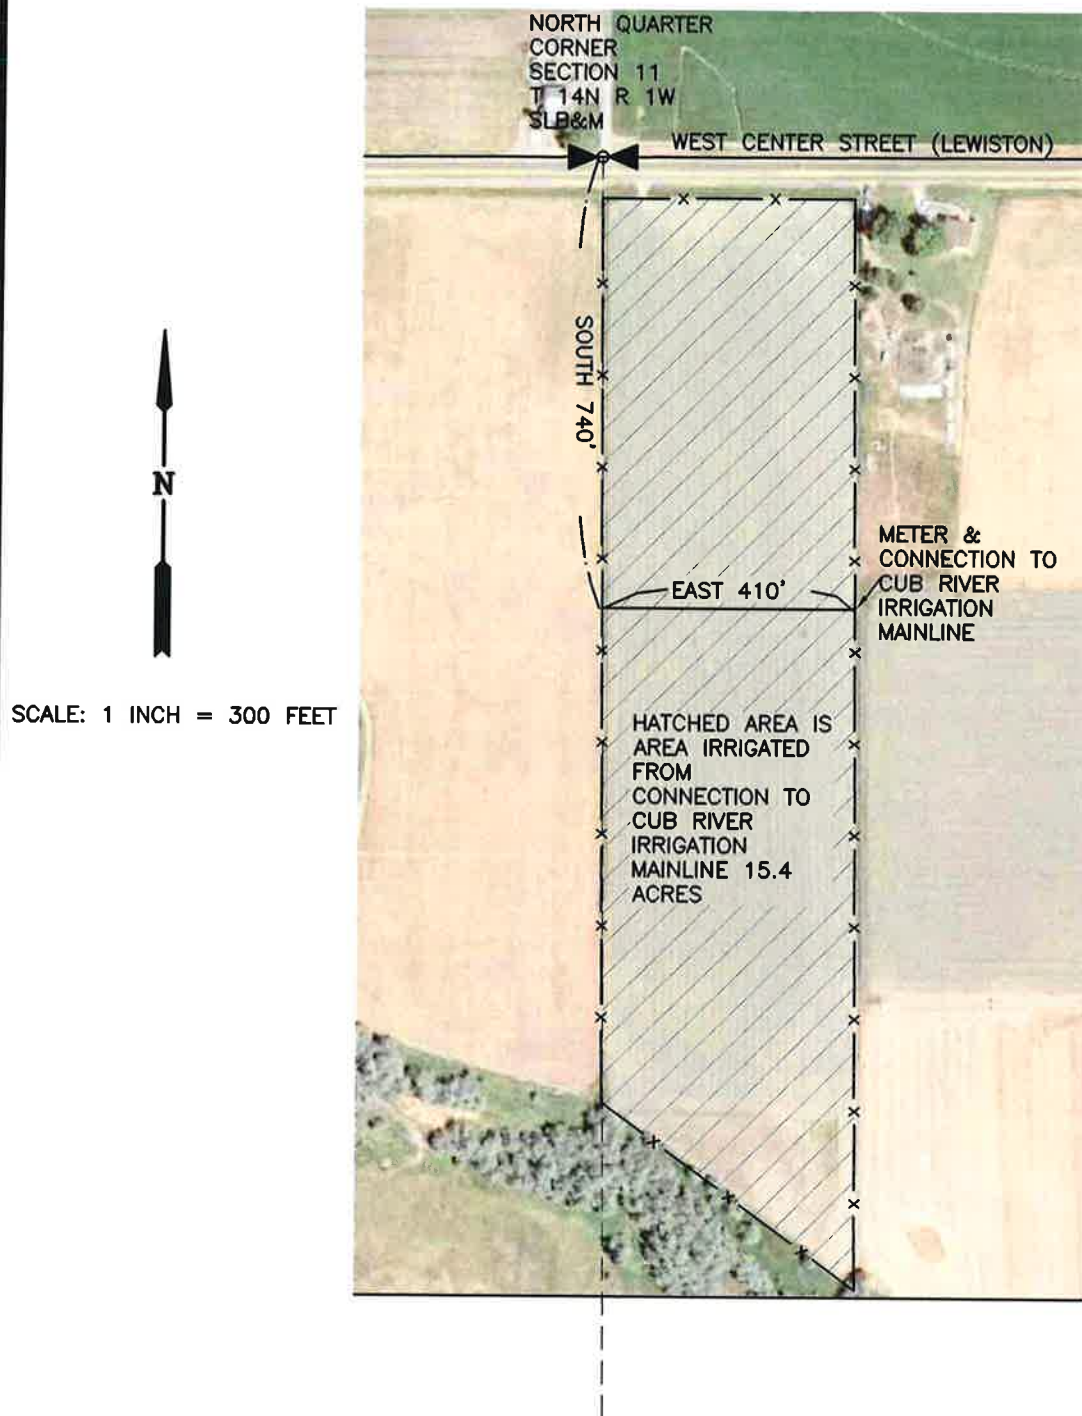 NORTH QUARTER
CORNER
SECTION 11
T 14N R 1W
SLB&M
WEST CENTER STREET (LEWISTON)
SOUTH 740'
N
METER &
CONNECTION TO
CUB RIVER
IRRIGATION
MAINLINE
EAST 410'
SCALE: 1 INCH = 300 FEET
HATCHED AREA IS
AREA IRRIGATED
FROM
CONNECTION TO
CUB RIVER
IRRIGATION
MAINLINE 15.4
ACRES